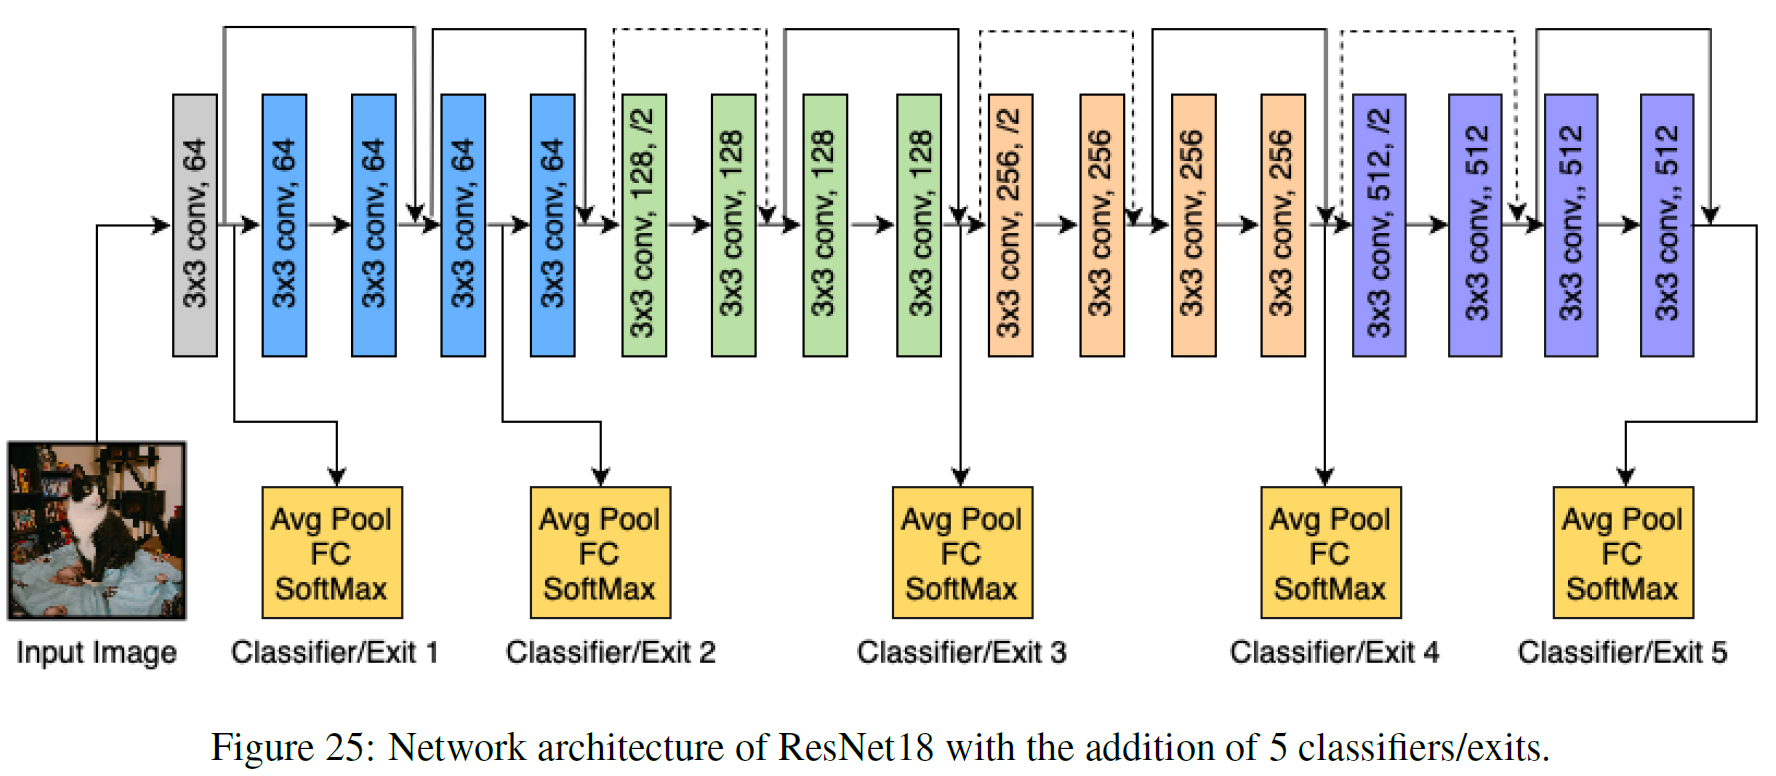 3x3 conv, 64
3x3 conv, 64
3x3 conv, 64
3x3 conv, 64
3x3 conv, 64
3x3 conv, 128, /2
3x3 conv, 128
3x3 conv, 128
3x3 conv, 128
3x3 conv, 256, /2
3x3 conv, 256
3x3 conv, 256
3x3 conv, 256
3x3 conv, 512, /2
3x3 conv,, 512
3x3 conv,, 512
3x3 conv,, 512
Avg Pool
FC
SoftMax
Avg Pool
FC
SoftMax
Avg Pool
FC
SoftMax
Avg Pool
FC
SoftMax
Avg Pool
FC
SoftMax
Input Image
Classifier/Exit 1
Classifier/Exit 2
Classifier/Exit 3
Classifier/Exit 4
Classifier/Exit 5
Figure 25: Network architecture of ResNet18 with the addition of 5 classifiers/exits.